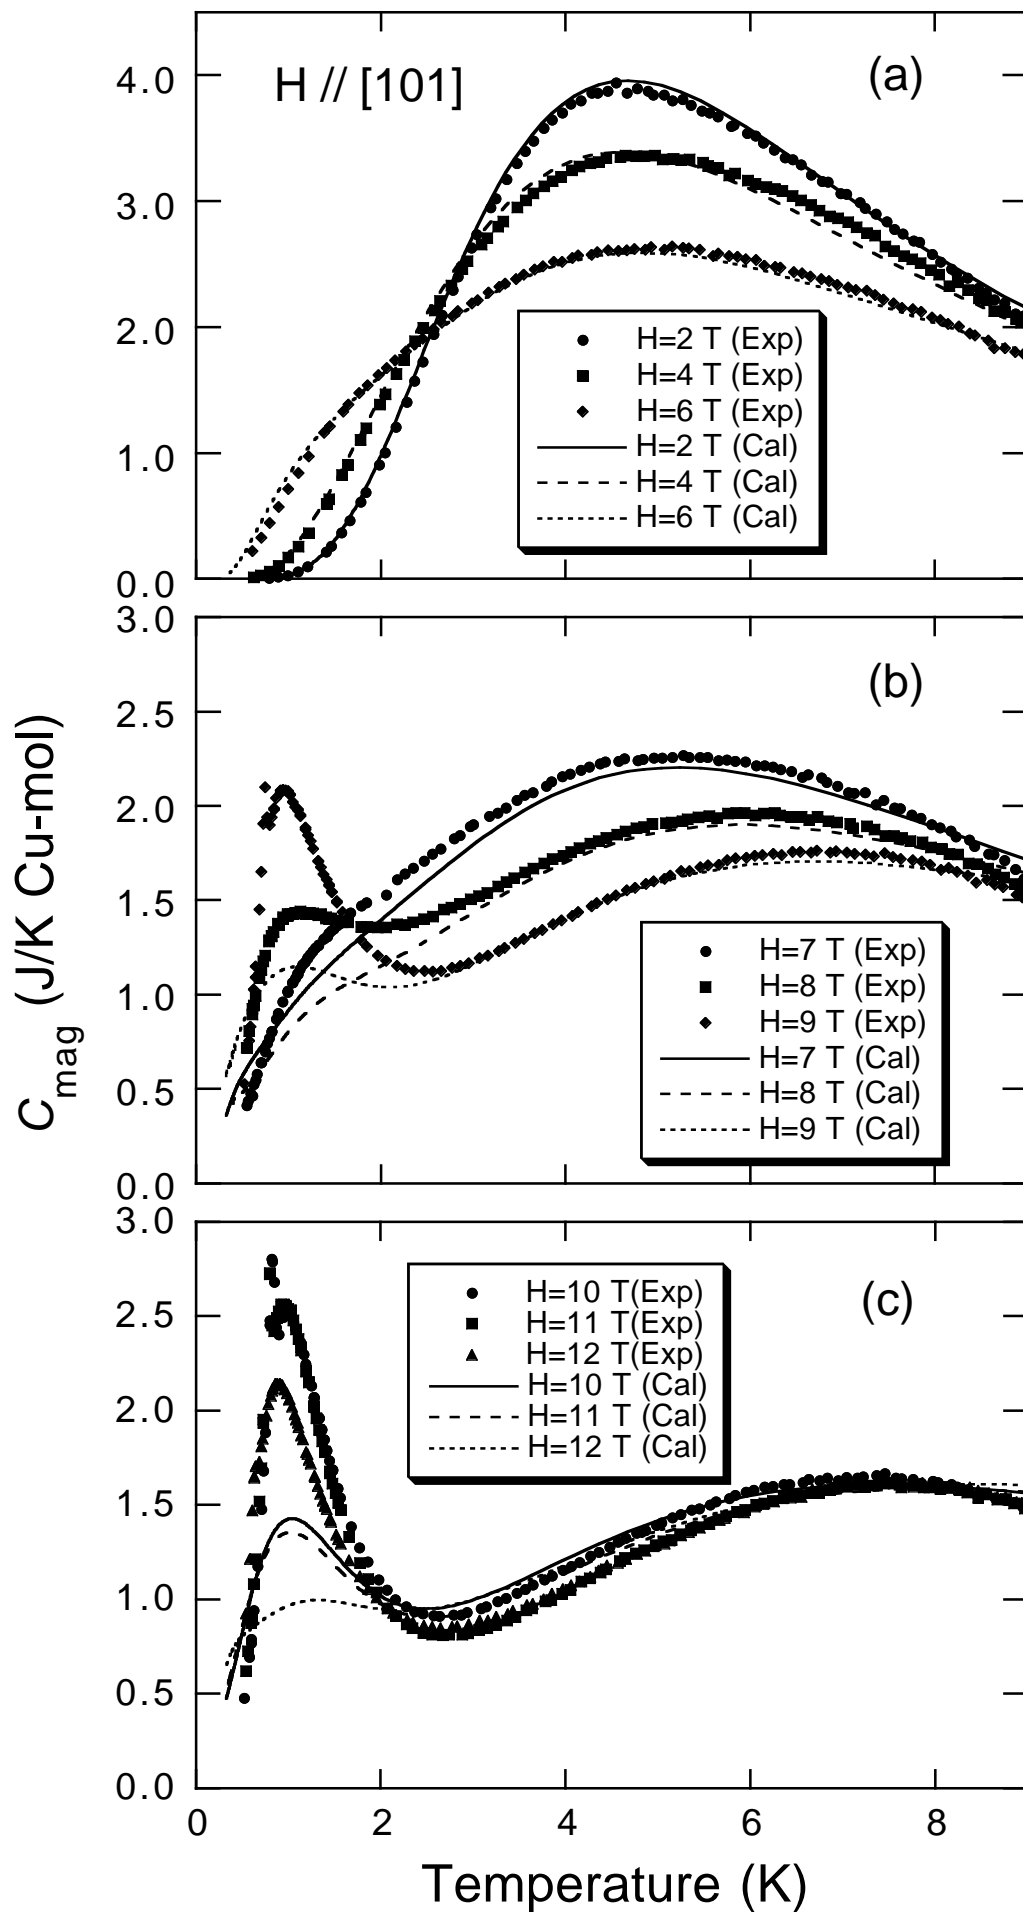 H // [101]
(a)
4.0
3.0
2.0
1.0
0.0
H=2 T (Exp)
H=4 T (Exp)
H=6 T (Exp)
H=2 T (Cal)
H=4 T (Cal)
H=6 T (Cal)
C mag (J/K Cu-mol)
(b)
3.0
2.5
2.0
1.5
1.0
0.5
0.0
H=7 T (Exp)
H=8 T (Exp)
H=9 T (Exp)
H=7 T (Cal)
H=8 T (Cal)
H=9 T (Cal)
(c)
3.0
2.5
2.0
1.5
1.0
0.5
0.0
H=10 T(Exp)
H=11 T(Exp)
H=12 T(Exp)
H=10 T (Cal)
H=11 T (Cal)
H=12 T (Cal)
0 2 4 6 8
Temperature (K)